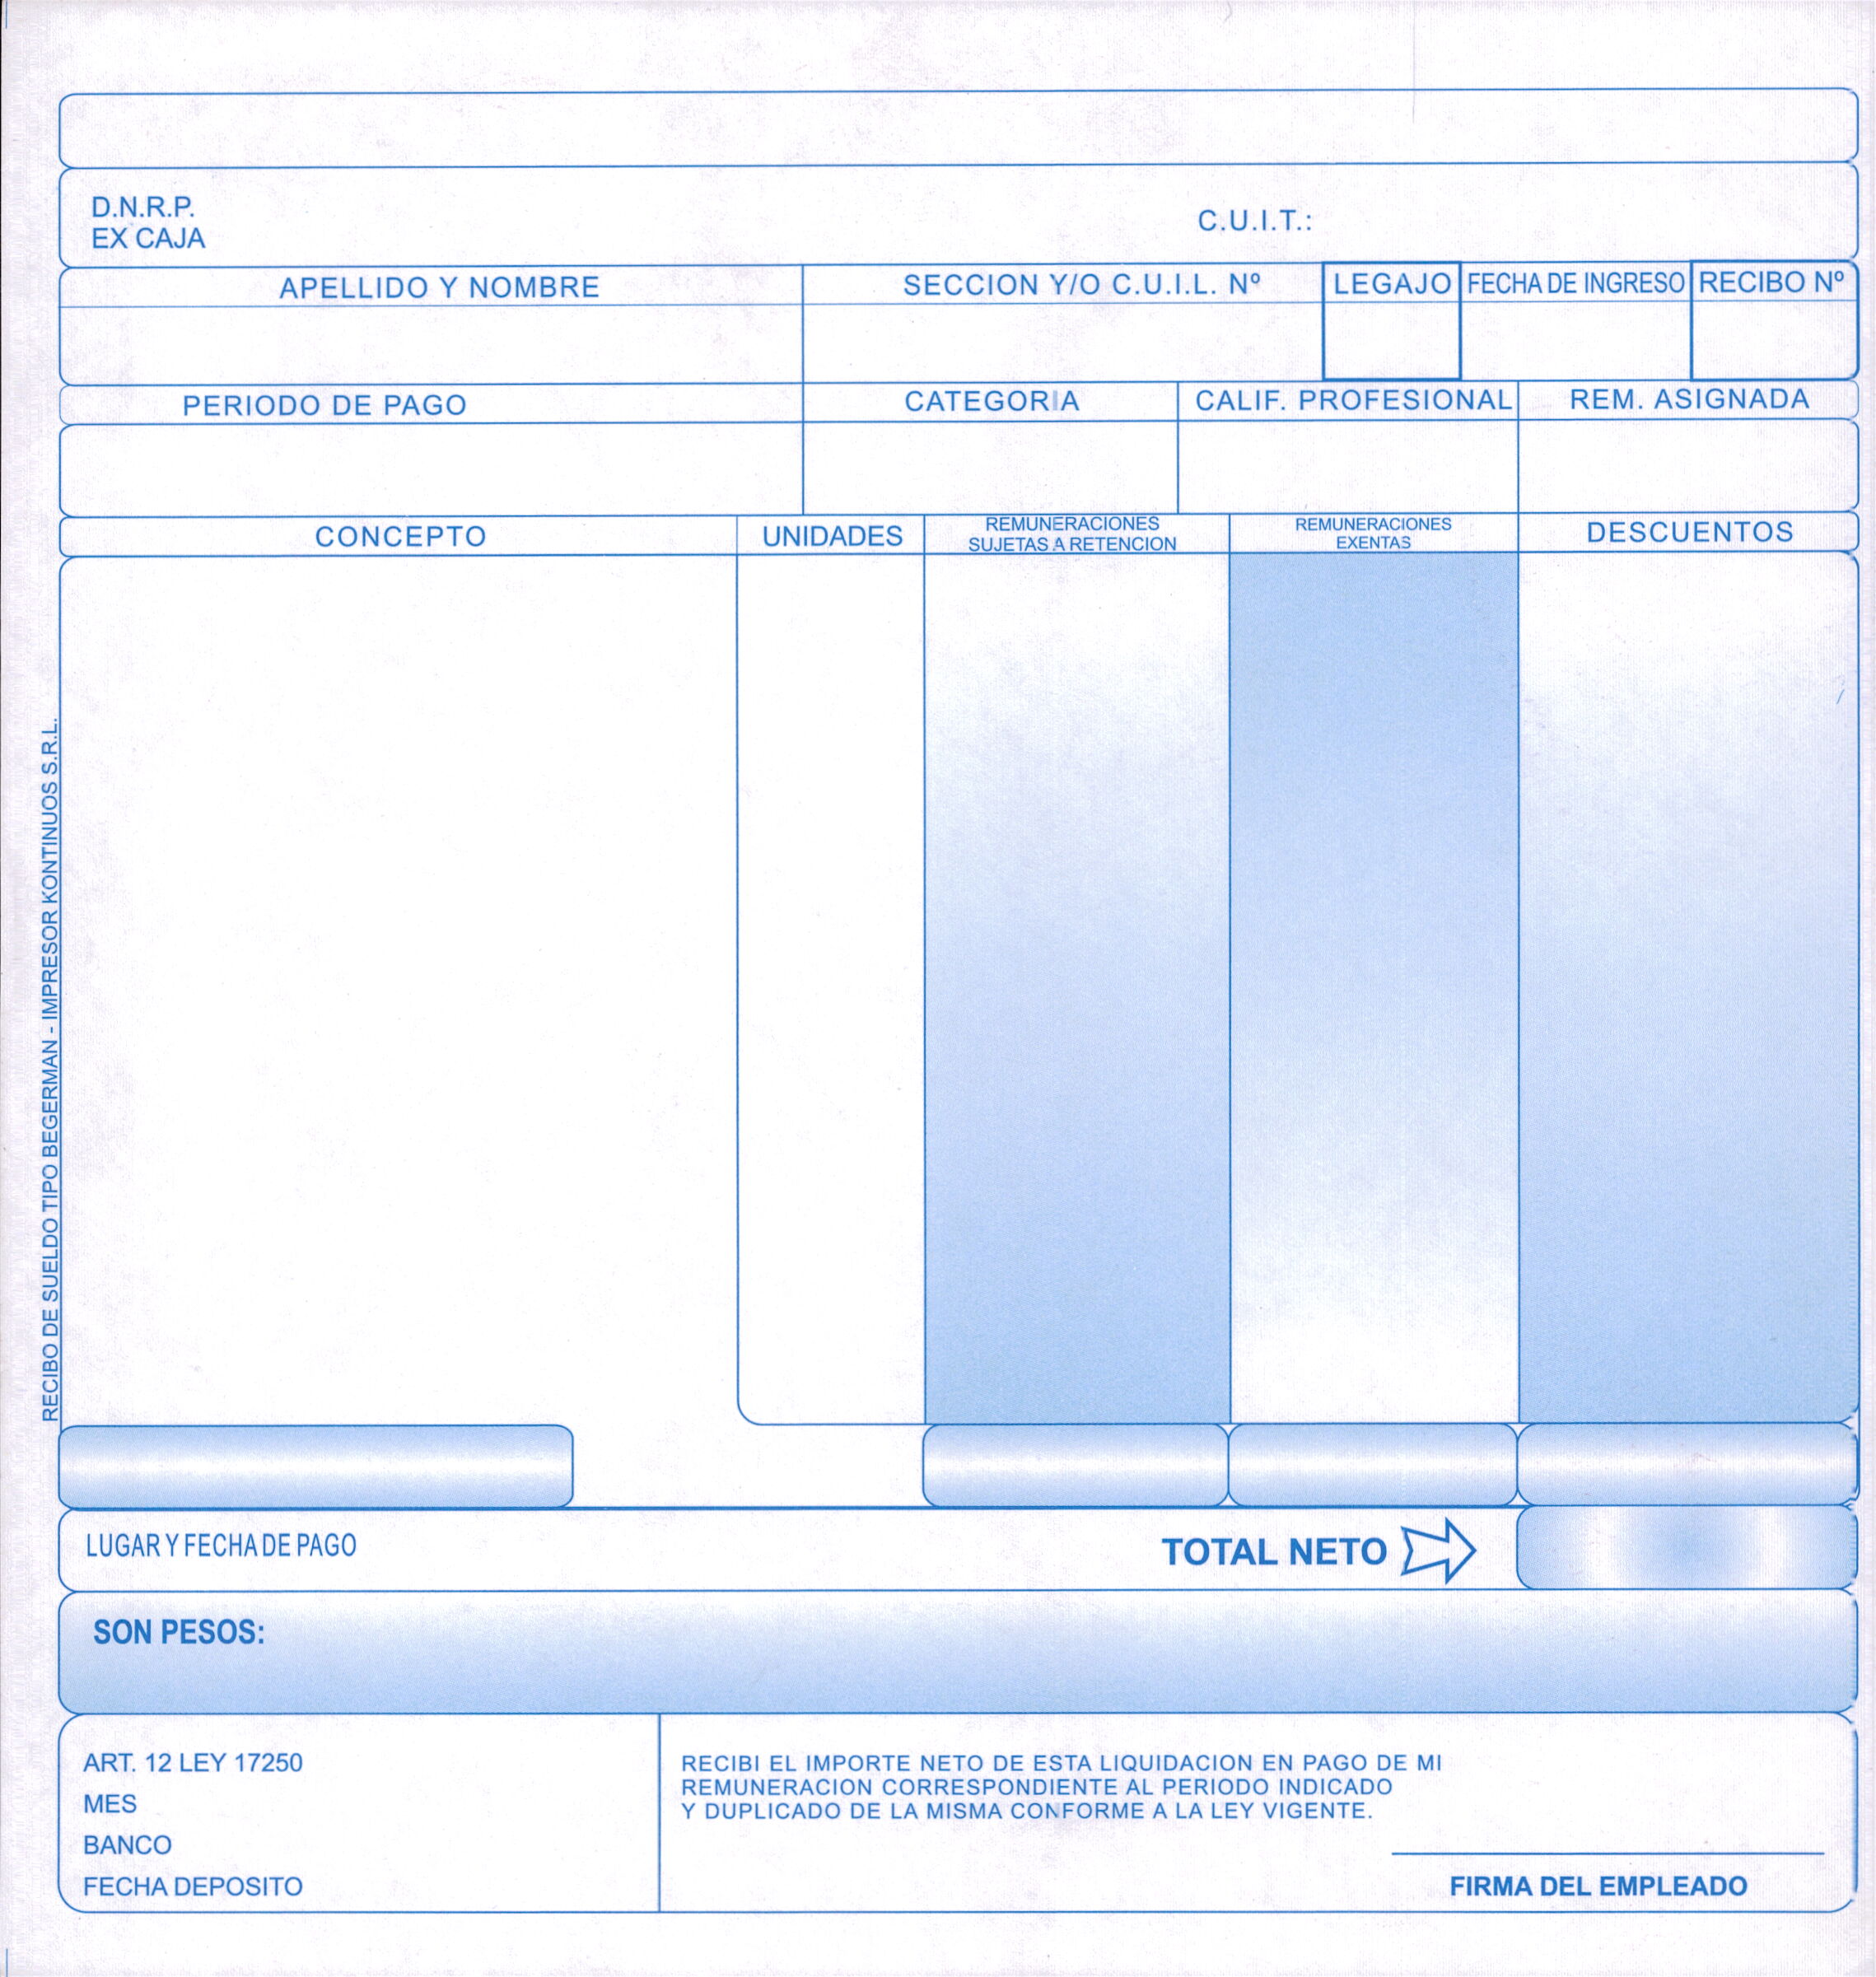 D.N.R.P.
EX CAJA
C.U.I.T.:
APELLIDO Y NOMBRE
SECCION Y/O C.U.I.L. Nº
LEGAJO
FECHA DE INGRESO
RECIBO Nº
PERIODO DE PAGO
CATEGORIA
CALIF. PROFESIONAL
REM. ASIGNADA
CONCEPTO
UNIDADES
REMUNERACIONES
SUJETAS A RETENCION
REMUNERACIONES
EXENTAS
DESCUENTOS
RECIBO DE SUELDO TIPO BEGERMAN - IMPRESOR KONTINUOS S.R.L.
LUGAR Y FECHA DE PAGO
TOTAL NETO
SON PESOS:
ART. 12 LEY 17250
MES
BANCO
FECHA DEPOSITO
RECIBI EL IMPORTE NETO DE ESTA LIQUIDACION EN PAGO DE MI
REMUNERACION CORRESPONDIENTE AL PERIODO INDICADO
Y DUPLICADO DE LA MISMA CONFORME A LA LEY VIGENTE.
FIRMA DEL EMPLEADO